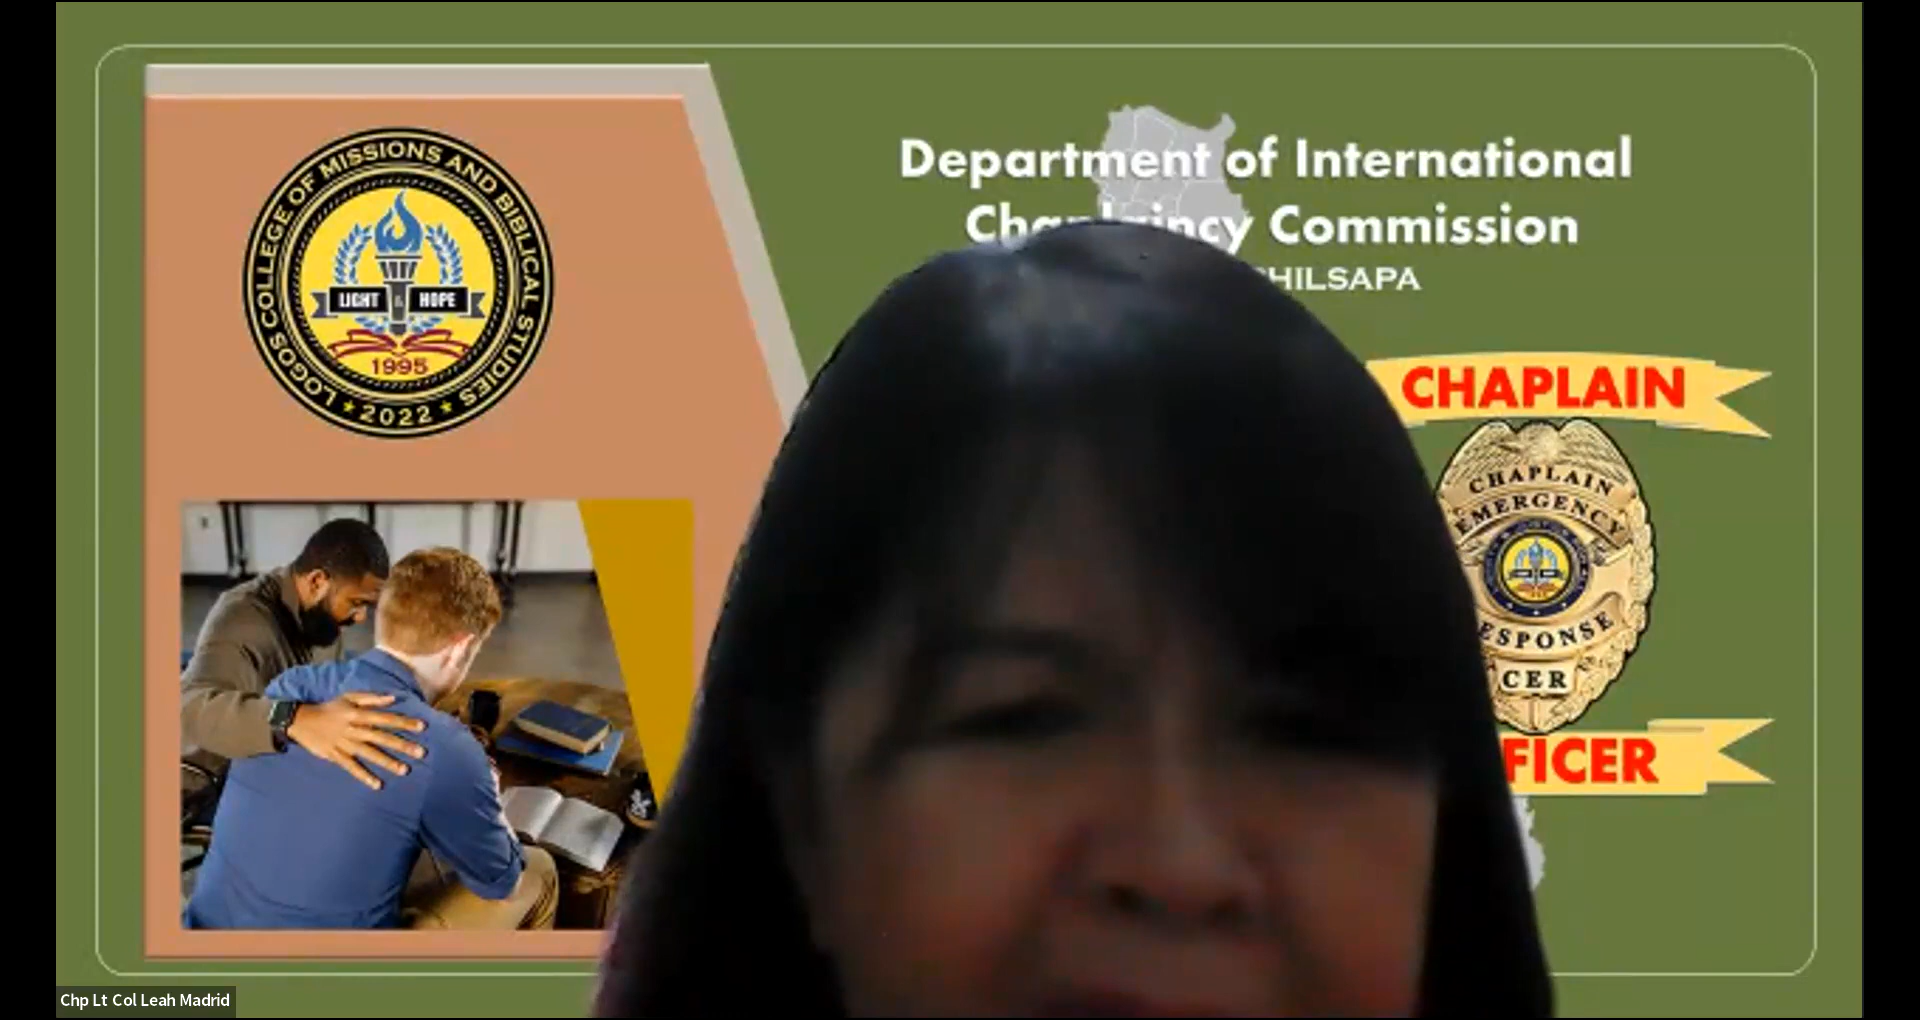 LOGOS COLLEGE OF MISSIONS AND BIBLICAL STUDIES
LIGHT & HOPE
1995
★ 2022 ★
Department of International
Commission
CHAPLAIN
CHAPLAIN
EMERGENCY
Chp Lt Col Leah Madrid